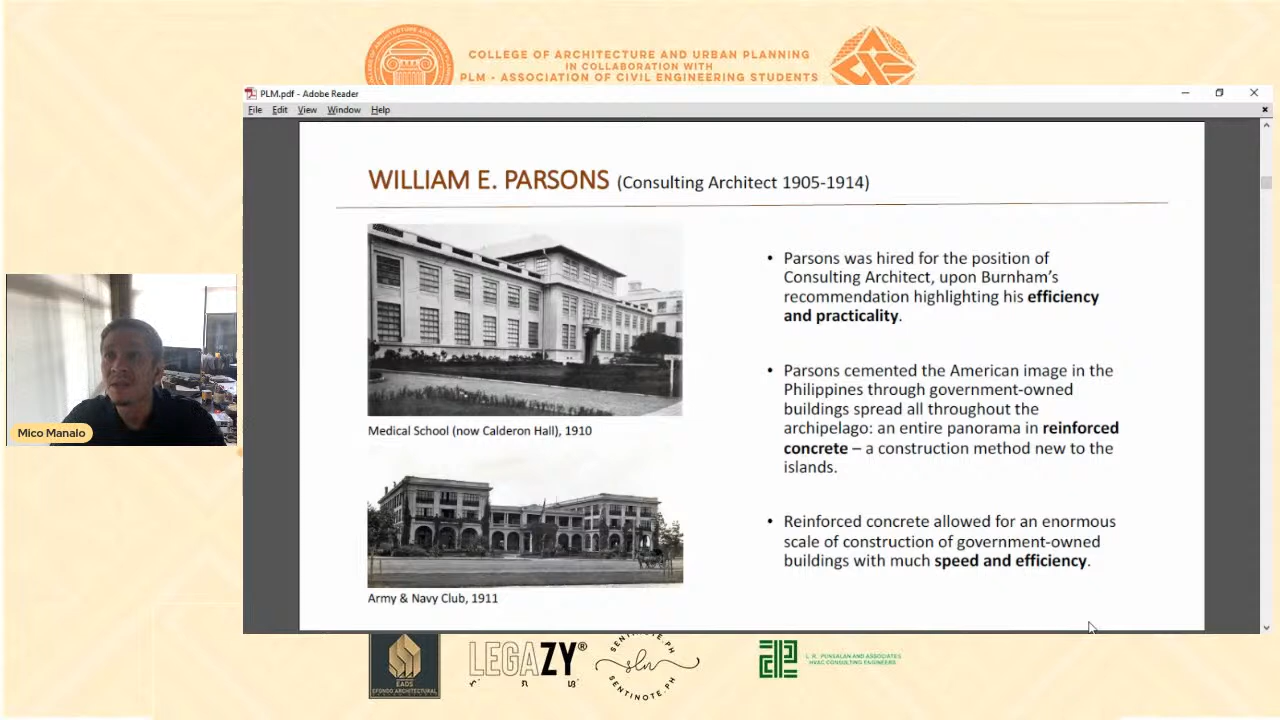 COLLEGE OF ARCHITECTURE AND URBAN PLANNING
IN COLLABORATION WITH
PLM - ASSOCIATION OF CIVIL ENGINEERING STUDENTS
PLM.pdf - Adobe Reader
File Edit View Window Help
WILLIAM E. PARSONS (Consulting Architect 1905-1914)
Medical School (now Calderon Hall), 1910
Army & Navy Club, 1911
• Parsons was hired for the position of
Consulting Architect, upon Burnham’s
recommendation highlighting his efficiency
and practicality.
• Parsons cemented the American image in the
Philippines through government-owned
buildings spread all throughout the
archipelago: an entire panorama in reinforced
concrete – a construction method new to the
islands.
• Reinforced concrete allowed for an enormous
scale of construction of government-owned
buildings with much speed and efficiency.
Mico Manalo
EADS
EFONDO ARCHITECTURAL
LEGAZY®
SENTINOTE.PH
sln
SENTINOTE.PH
L. R. PUNSALAN AND ASSOCIATES
HVAC CONSULTING ENGINEERS